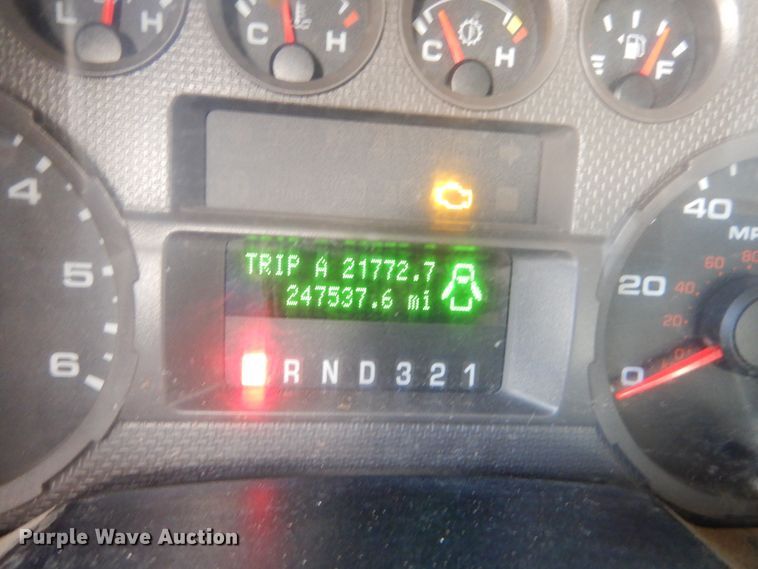 L H
C H
C H
F
4
5
6
TRIP A 21772.7
247537.6 mi
R N D 3 2 1
40
MP
20
0
60
80
40
20
Purple Wave Auction